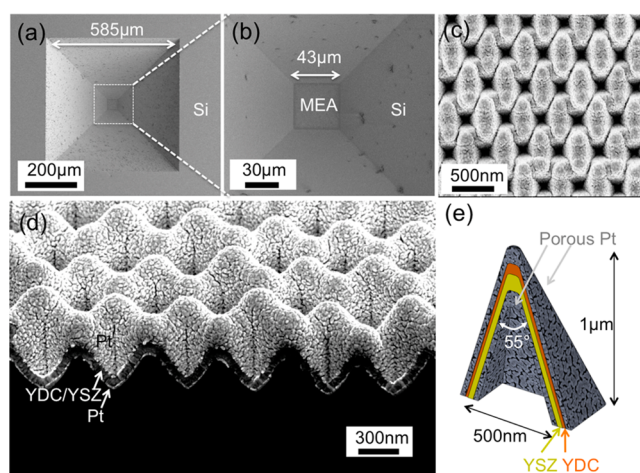 (a)
585μm
Si
200μm
(b)
43μm
MEA
Si
30μm
(c)
500nm
(d)
Pt
YDC/YSZ
Pt
300nm
(e)
Porous Pt
55°
1μm
500nm
YSZ YDC